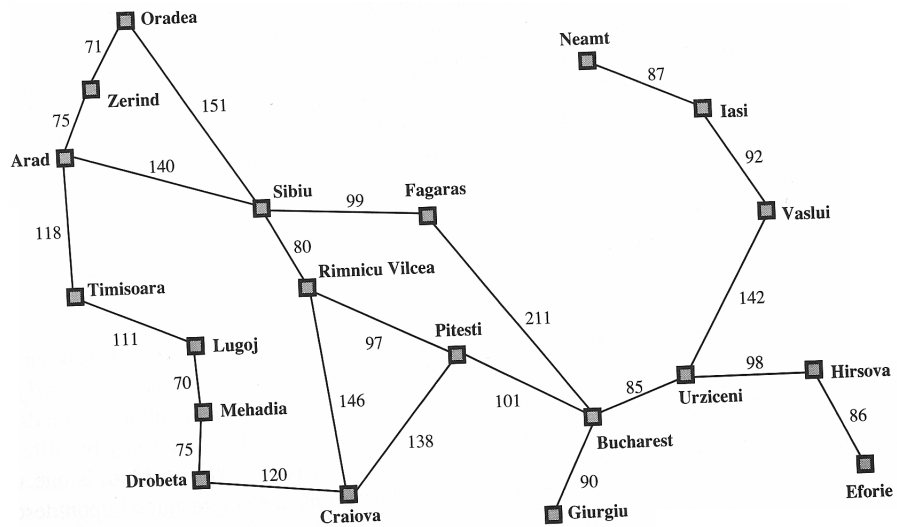 Oradea
Neamt
71
87
Zerind
151
Iasi
75
Arad
140
92
Sibiu
99
Fagaras
Vaslui
118
80
Timisoara
Rimnicu Vilcea
142
111
Lugoj
97
Pitesti
211
98
Hirsova
70
Mehadia
146
101
85
Urziceni
86
75
138
Bucharest
Drobeta
120
90
Eforie
Craiova
Giurgiu